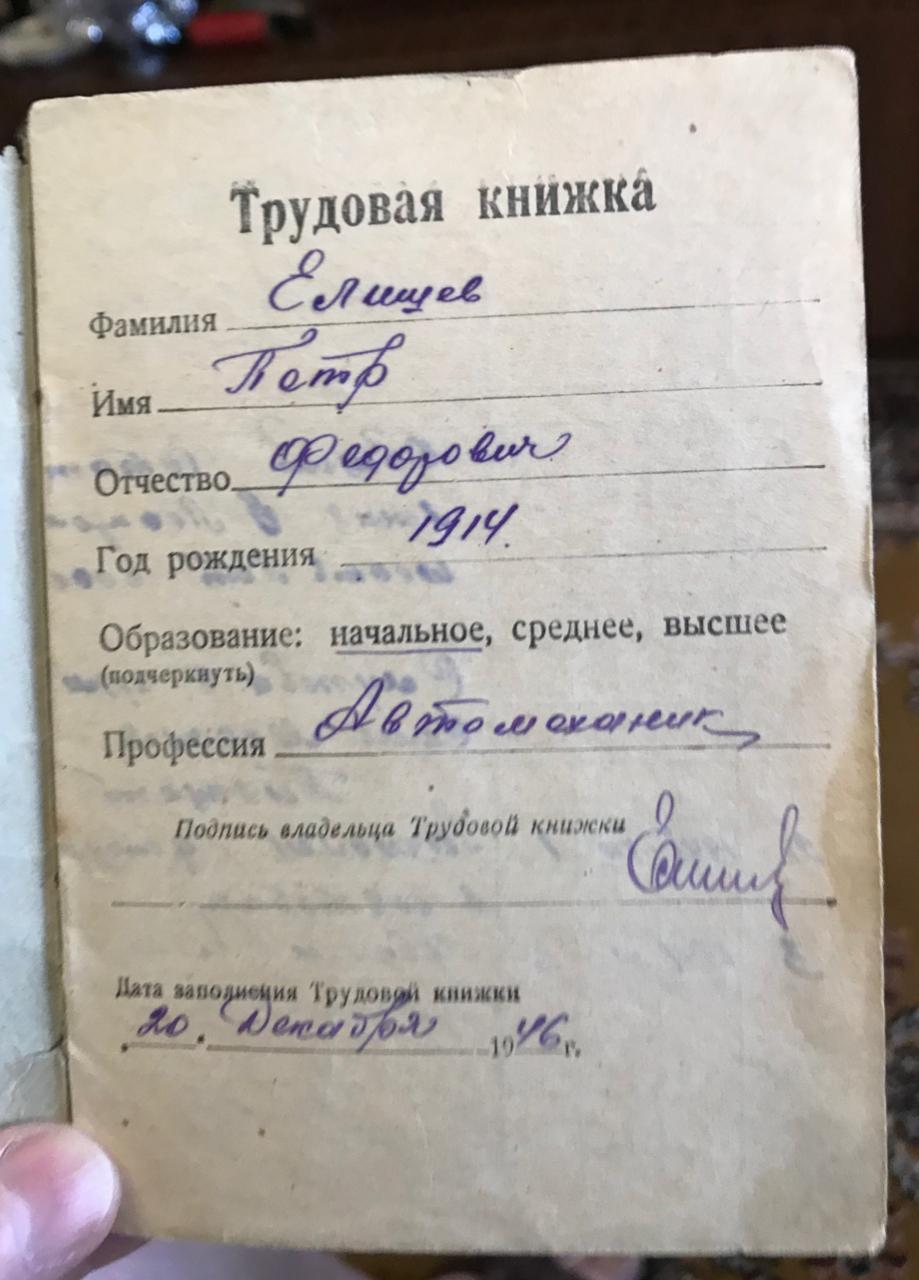 Трудовая книжка
Фамилия Елищев
Имя Петр
Отчество Федорович
Год рождения 1914
Образование: начальное, среднее, высшее
(подчеркнуть)
Профессия Автомеханик
Подпись владельца Трудовой книжки
Дата заполнения Трудовой книжки
20. Декабря 1946 г.